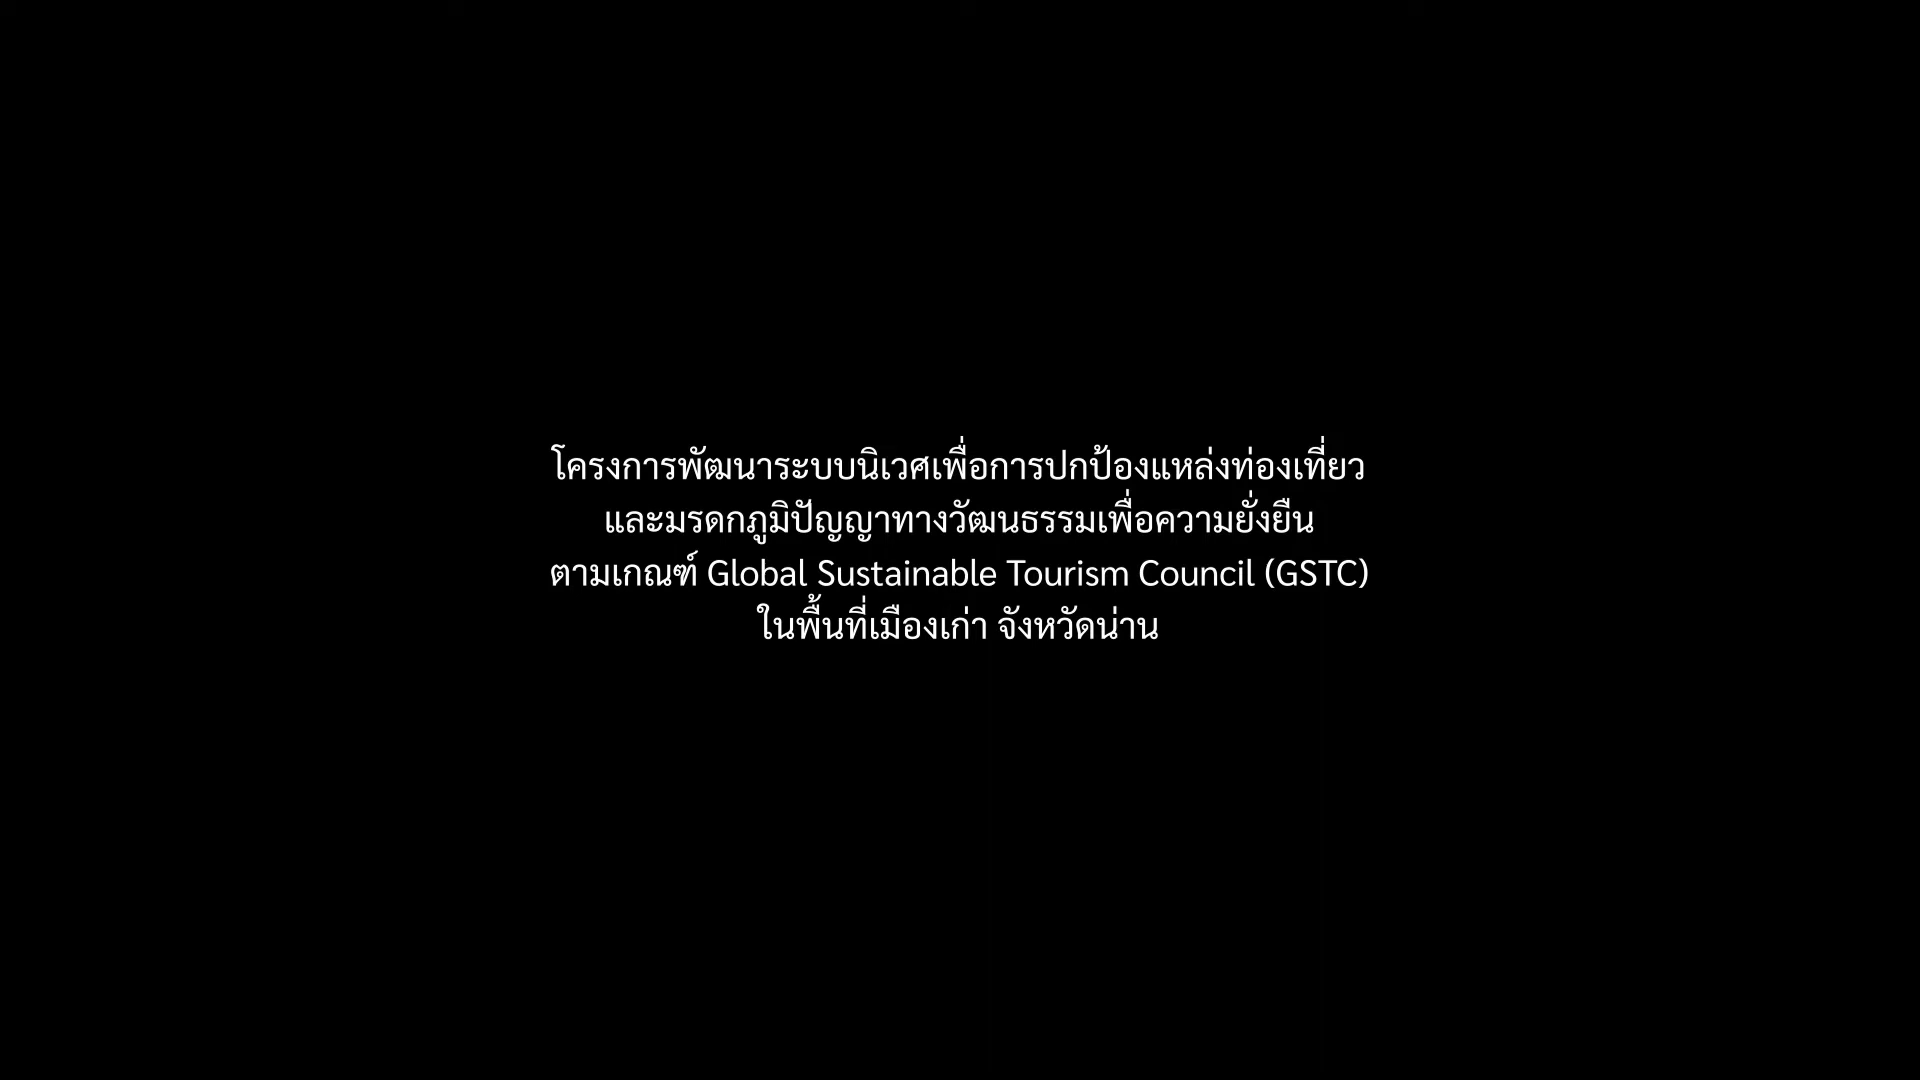 โครงการพัฒนาระบบนิเวศเพื่อการปกป้องแหล่งท่องเที่ยว
และมรดกภูมิปัญญาทางวัฒนธรรมเพื่อความยั่งยืน
ตามเกณฑ์ Global Sustainable Tourism Council (GSTC)
ในพื้นที่เมืองเก่า จังหวัดน่าน